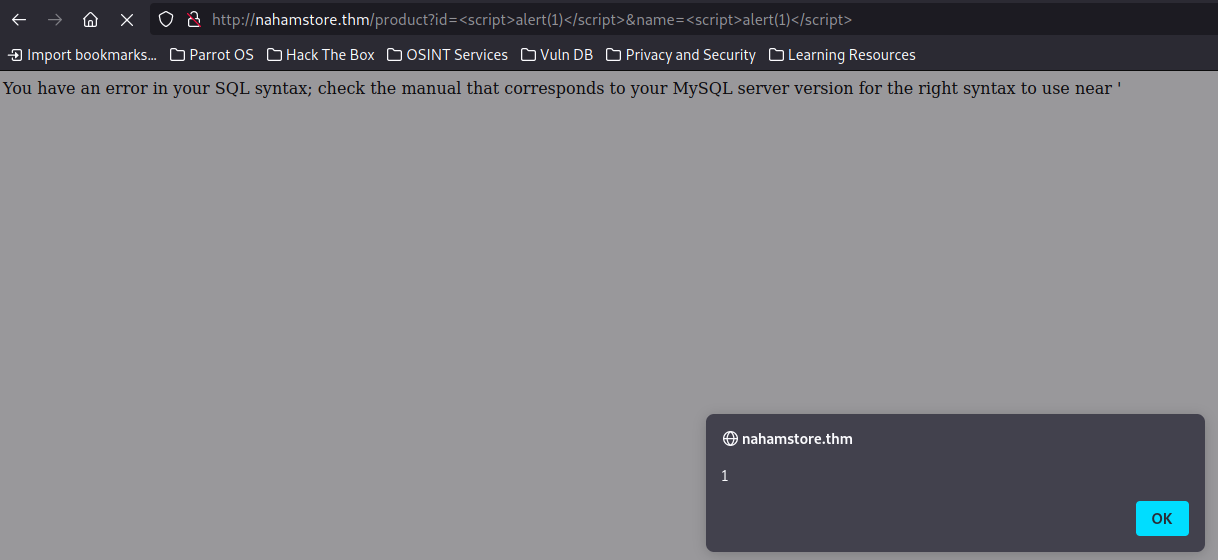 http://nahamstore.thm/product?id=<script>alert(1)</script>&name=<script>alert(1)</script>
Import bookmarks... Parrot OS Hack The Box OSINT Services Vuln DB Privacy and Security Learning Resources
You have an error in your SQL syntax; check the manual that corresponds to your MySQL server version for the right syntax to use near '
nahamstore.thm
1
OK